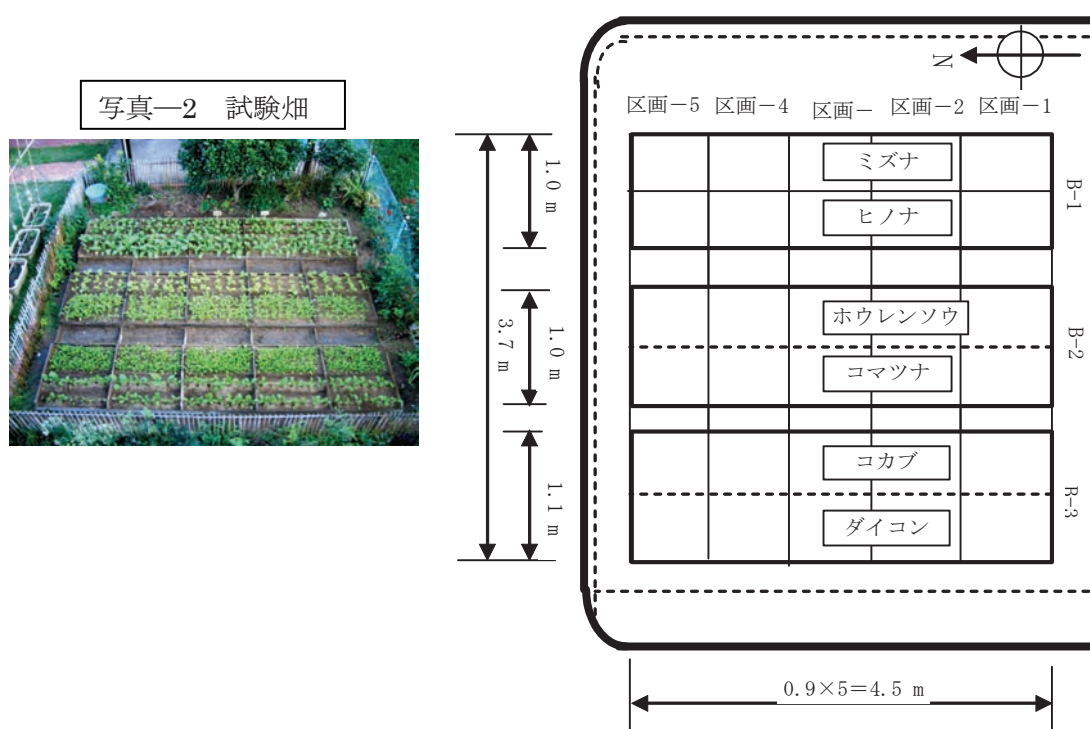 写真―2 試験畑
N
区画－5 区画－4 区画－ 区画－2 区画－1
ミズナ
ヒノナ
B-1
ホウレンソウ
コマツナ
B-2
コカブ
ダイコン
B-3
1.0 m
1.0 m
3.7 m
1.1 m
0.9×5＝4.5 m